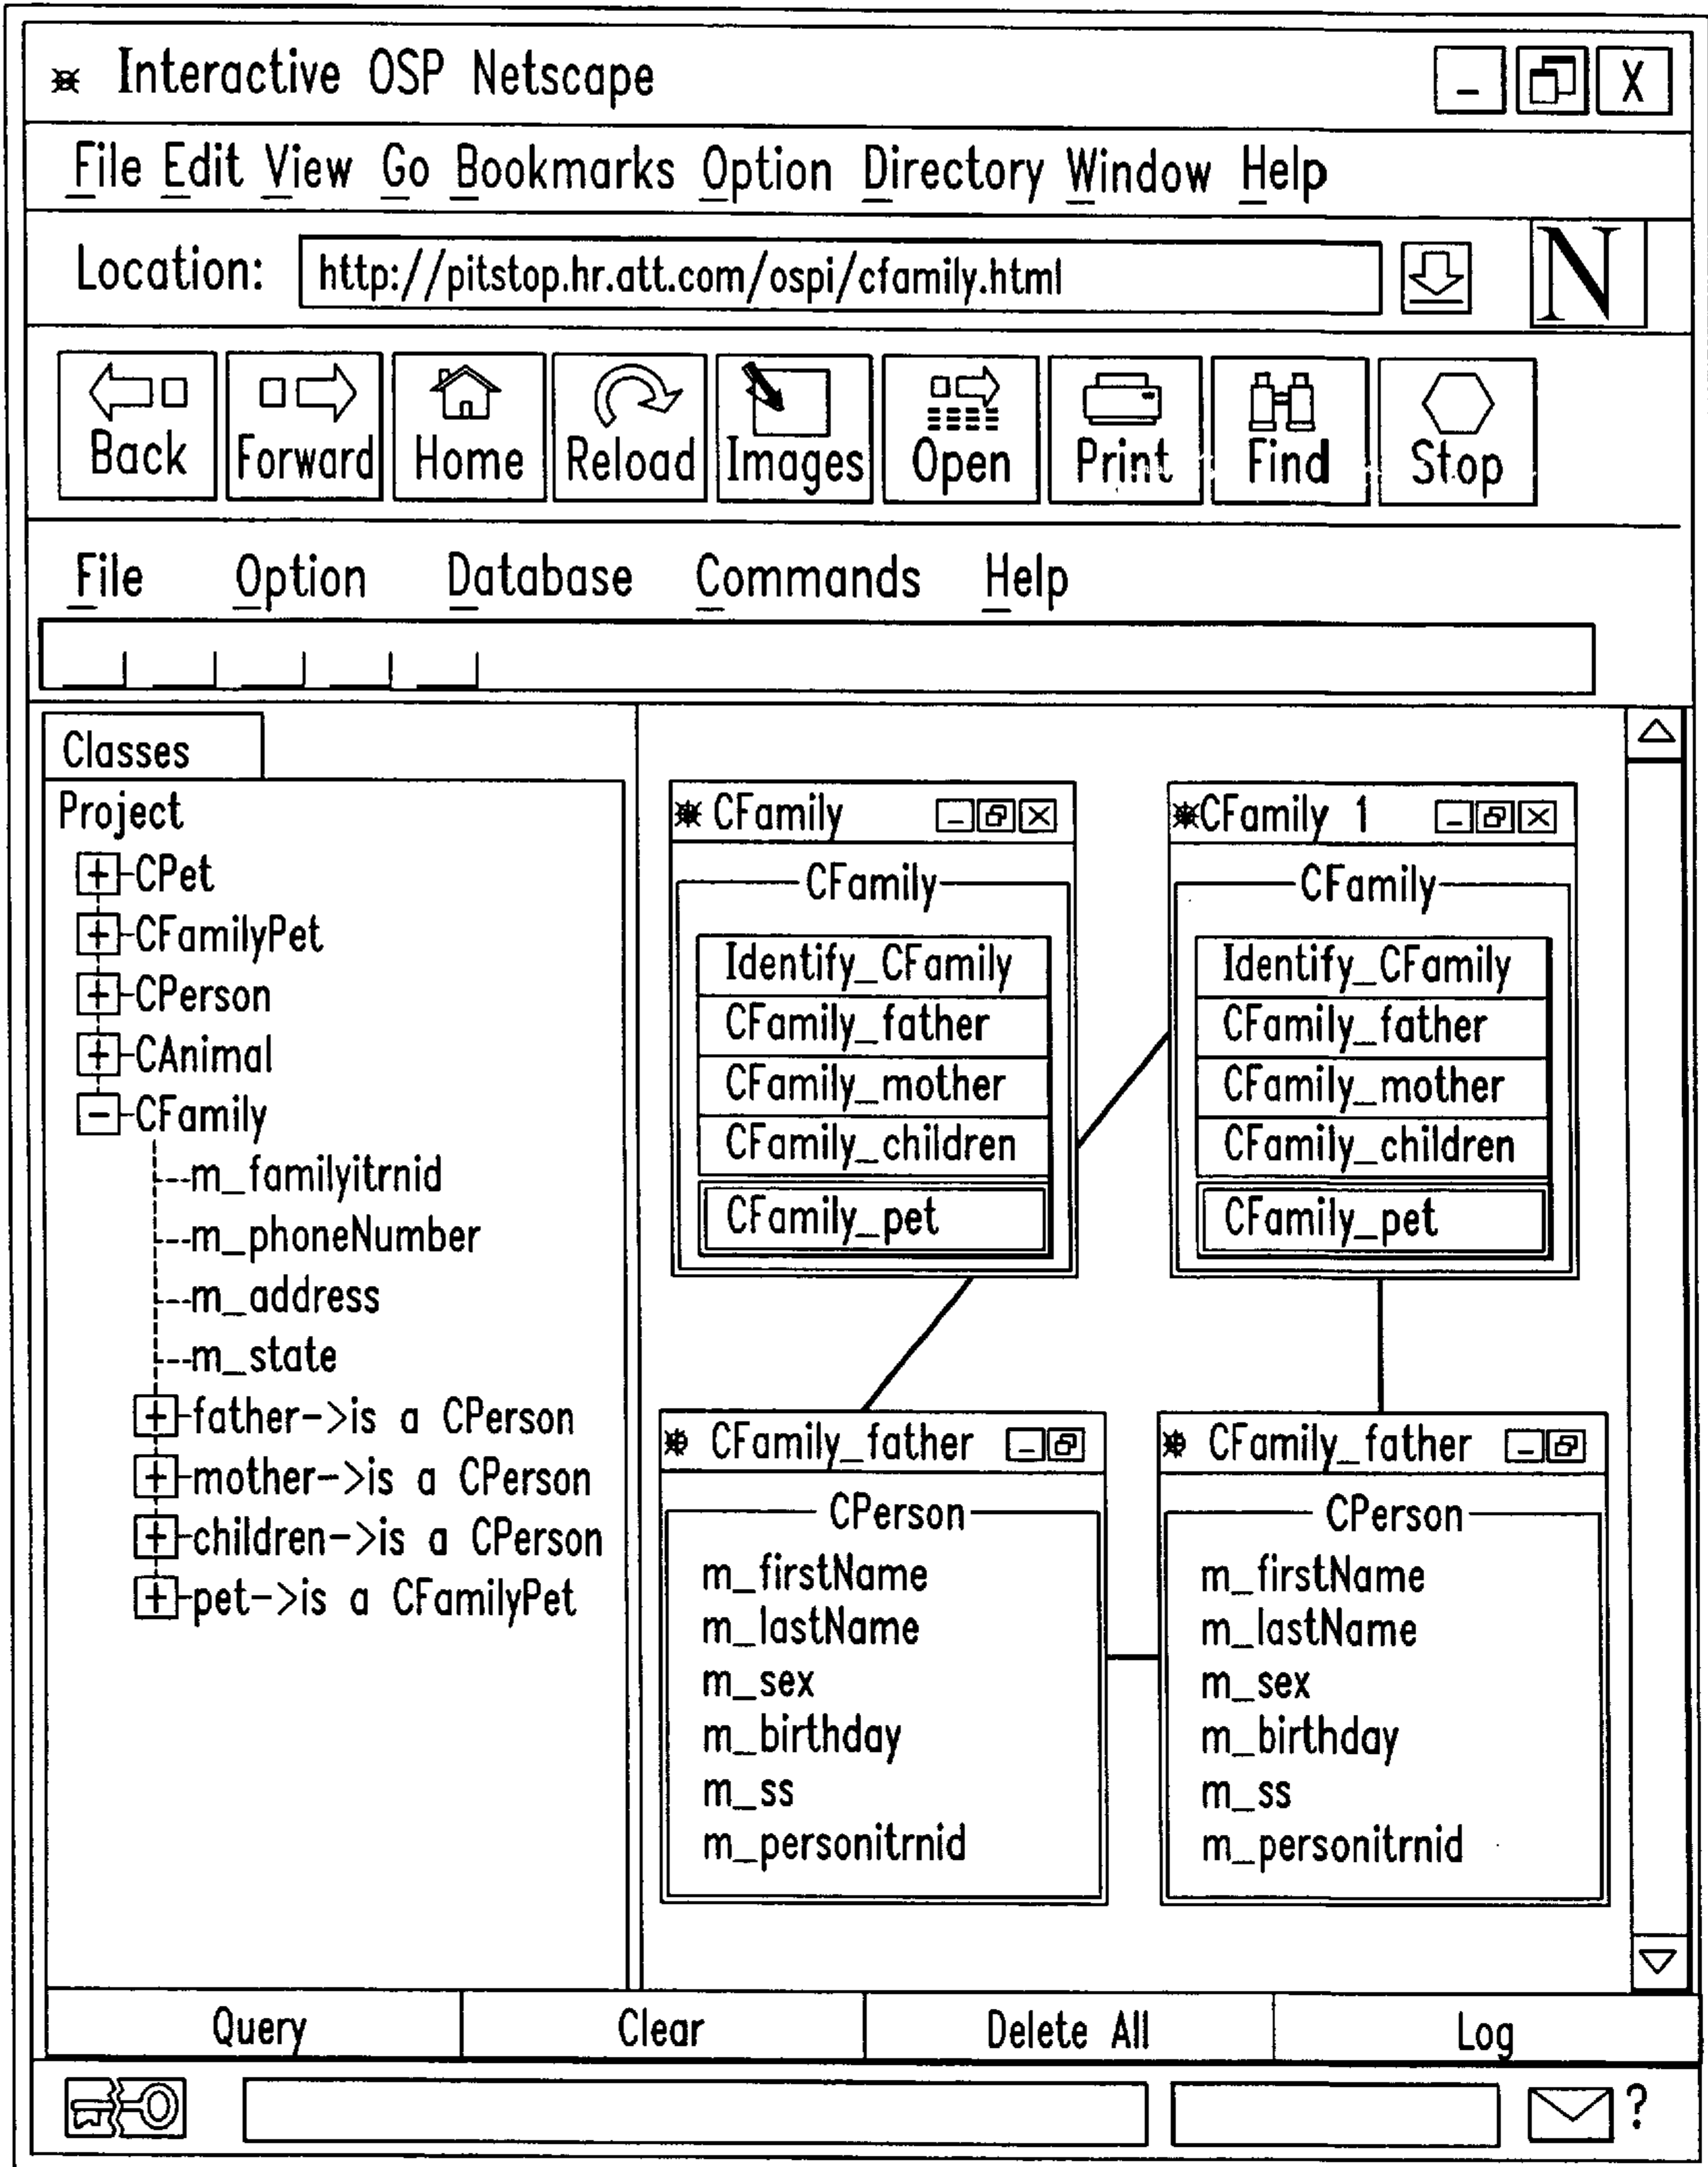 Interactive OSP Netscape
X
File Edit View Go Bookmarks Option Directory Window Help
Location: http://pitstop.hr.att.com/ospi/cfamily.html
N
Back Forward Home Reload Images Open Print Find Stop
File Option Database Commands Help
Classes
Project
CPet
CFamilyPet
CPerson
CAnimal
CFamily
m_familyitrnid
m_phoneNumber
m_address
m_state
father->is a CPerson
mother->is a CPerson
children->is a CPerson
pet->is a CFamilyPet
CFamily
CFamily
Identify_CFamily
CFamily_father
CFamily_mother
CFamily_children
CFamily_pet
CFamily 1
CFamily
Identify_CFamily
CFamily_father
CFamily_mother
CFamily_children
CFamily_pet
CFamily_father
CPerson
m_firstName
m_lastName
m_sex
m_birthday
m_ss
m_personitrnid
CFamily_father
CPerson
m_firstName
m_lastName
m_sex
m_birthday
m_ss
m_personitrnid
Query Clear Delete All Log
?